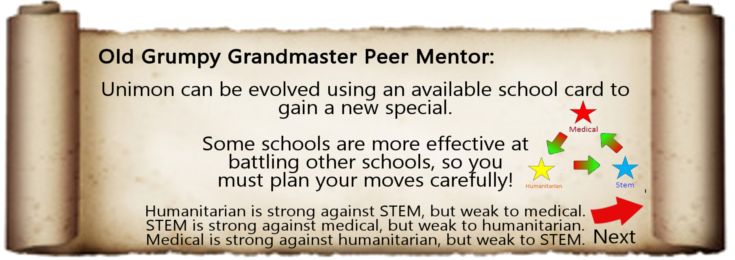 Old Grumpy Grandmaster Peer Mentor:
Unimon can be evolved using an available school card to
gain a new special.
Some schools are more effective at
battling other schools, so you
must plan your moves carefully!
Medical
Humanitarian
Stem
Humanitarian is strong against STEM, but weak to medical.
STEM is strong against medical, but weak to humanitarian.
Medical is strong against humanitarian, but weak to STEM.
Next